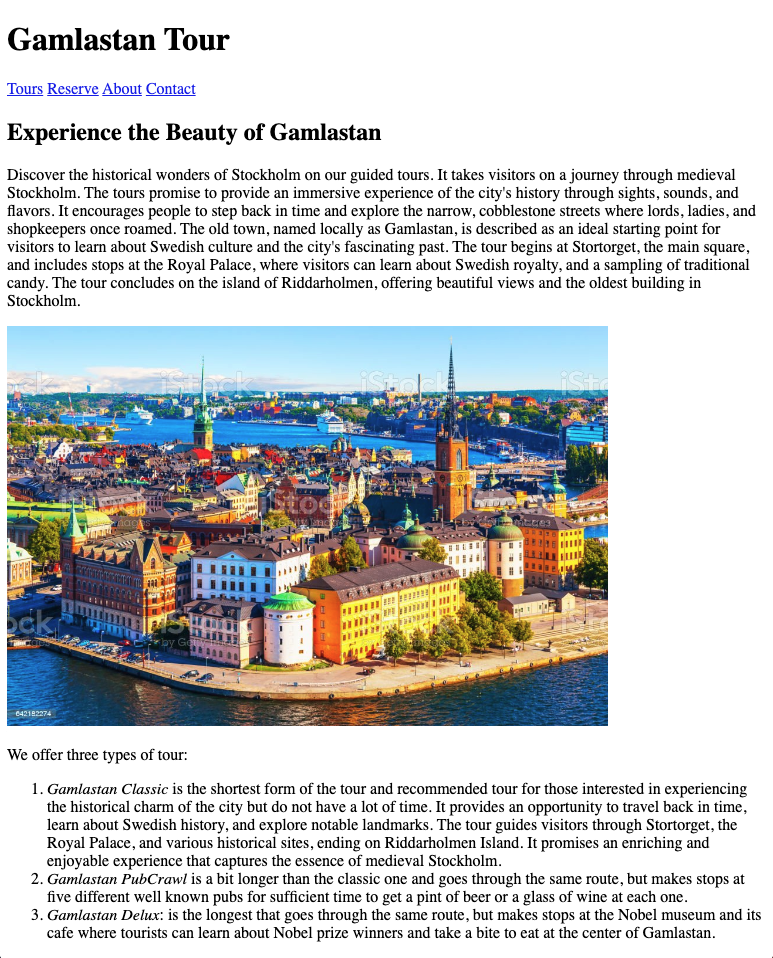 Gamlastan Tour
Tours Reserve About Contact
Experience the Beauty of Gamlastan
Discover the historical wonders of Stockholm on our guided tours. It takes visitors on a journey through medieval
Stockholm. The tours promise to provide an immersive experience of the city's history through sights, sounds, and
flavors. It encourages people to step back in time and explore the narrow, cobblestone streets where lords, ladies, and
shopkeepers once roamed. The old town, named locally as Gamlastan, is described as an ideal starting point for
visitors to learn about Swedish culture and the city's fascinating past. The tour begins at Stortorget, the main square,
and includes stops at the Royal Palace, where visitors can learn about Swedish royalty, and a sampling of traditional
candy. The tour concludes on the island of Riddarholmen, offering beautiful views and the oldest building in
Stockholm.
iStock
iStock
642182274
We offer three types of tour:
1. Gamlastan Classic is the shortest form of the tour and recommended tour for those interested in experiencing
the historical charm of the city but do not have a lot of time. It provides an opportunity to travel back in time,
learn about Swedish history, and explore notable landmarks. The tour guides visitors through Stortorget, the
Royal Palace, and various historical sites, ending on Riddarholmen Island. It promises an enriching and
enjoyable experience that captures the essence of medieval Stockholm.
2. Gamlastan PubCrawl is a bit longer than the classic one and goes through the same route, but makes stops at
five different well known pubs for sufficient time to get a pint of beer or a glass of wine at each one.
3. Gamlastan Delux: is the longest that goes through the same route, but makes stops at the Nobel museum and its
cafe where tourists can learn about Nobel prize winners and take a bite to eat at the center of Gamlastan.